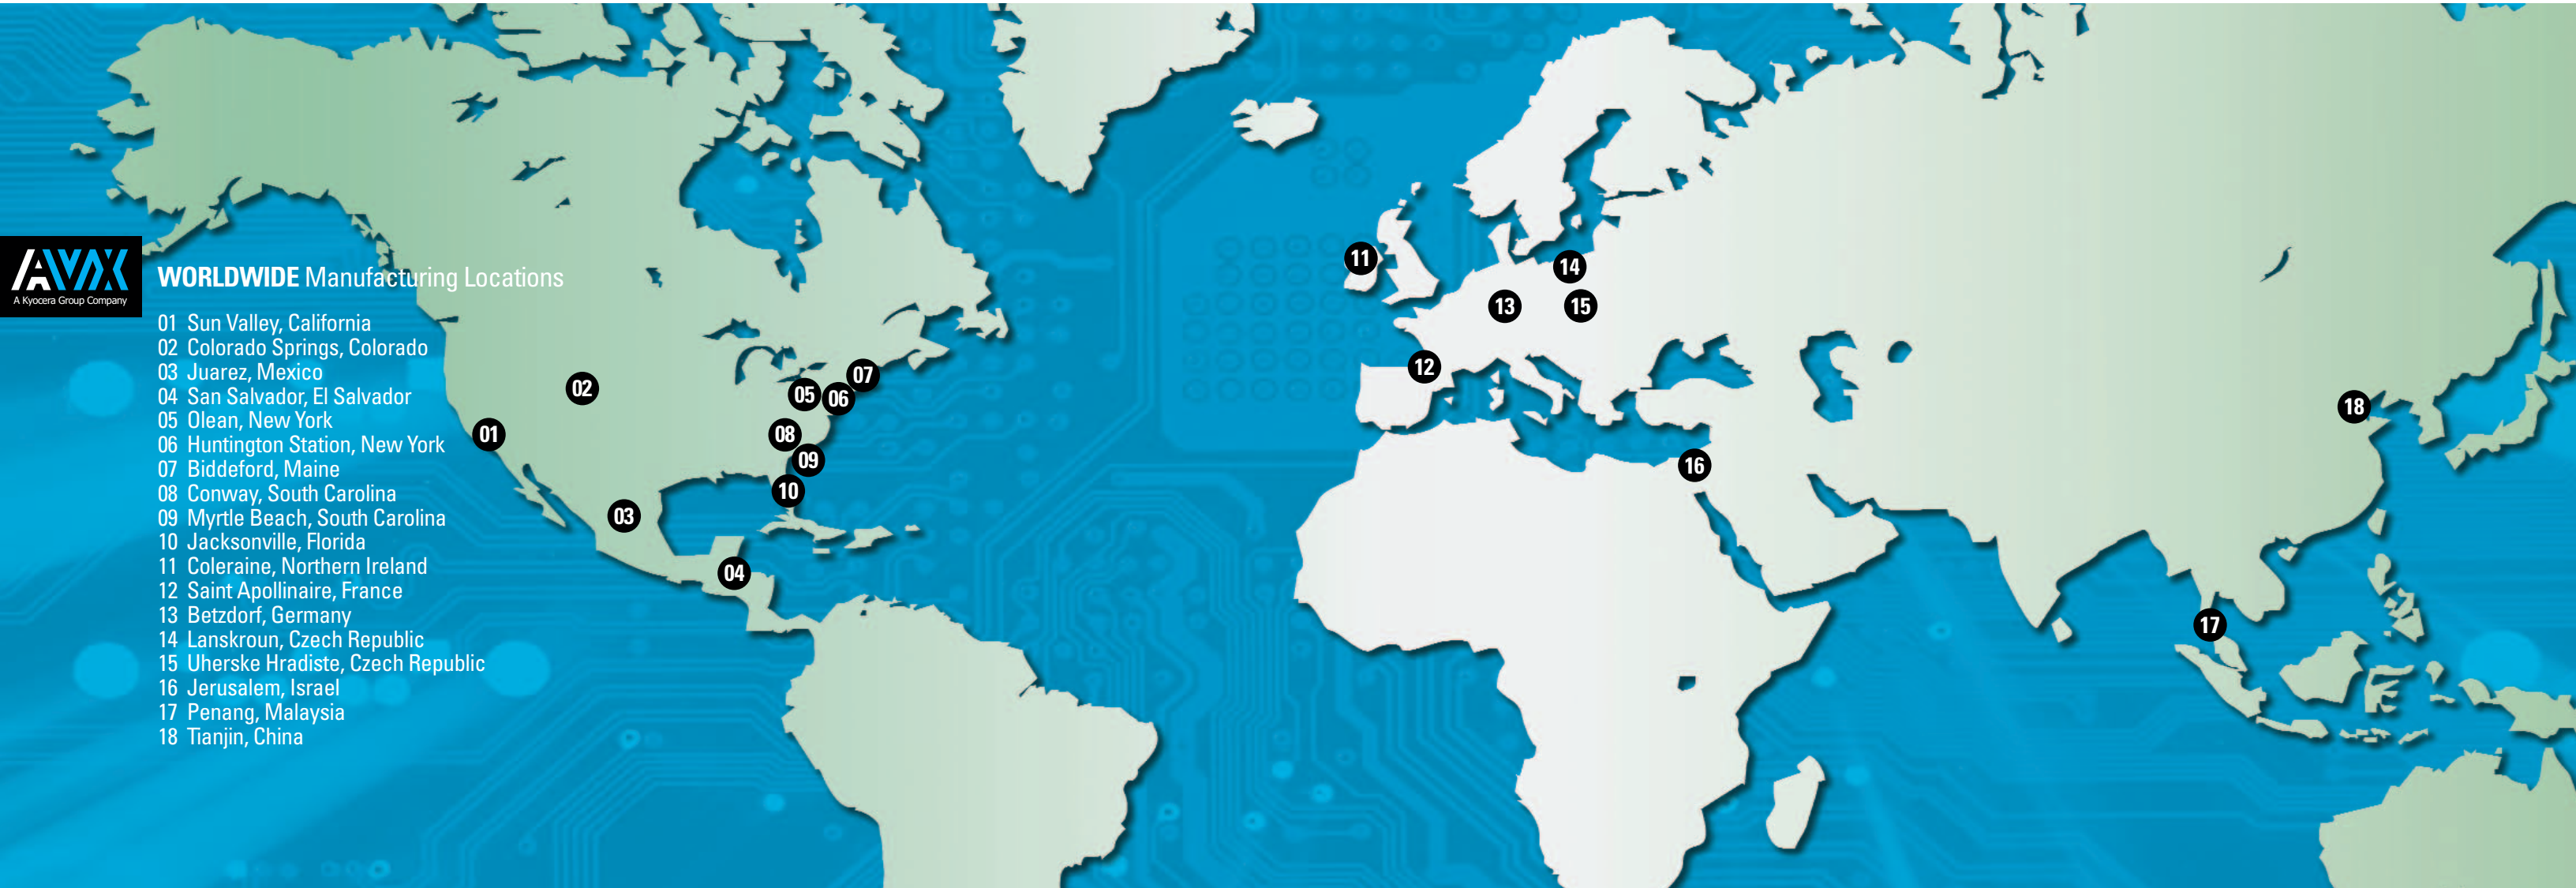 AVX
A Kyocera Group Company
WORLDWIDE Manufacturing Locations
01 Sun Valley, California
02 Colorado Springs, Colorado
03 Juarez, Mexico
04 San Salvador, El Salvador
05 Olean, New York
06 Huntington Station, New York
07 Biddeford, Maine
08 Conway, South Carolina
09 Myrtle Beach, South Carolina
10 Jacksonville, Florida
11 Coleraine, Northern Ireland
12 Saint Apollinaire, France
13 Betzdorf, Germany
14 Lanskroun, Czech Republic
15 Uherske Hradiste, Czech Republic
16 Jerusalem, Israel
17 Penang, Malaysia
18 Tianjin, China
01
02
03
04
05
06
07
08
09
10
11
12
13
14
15
16
17
18